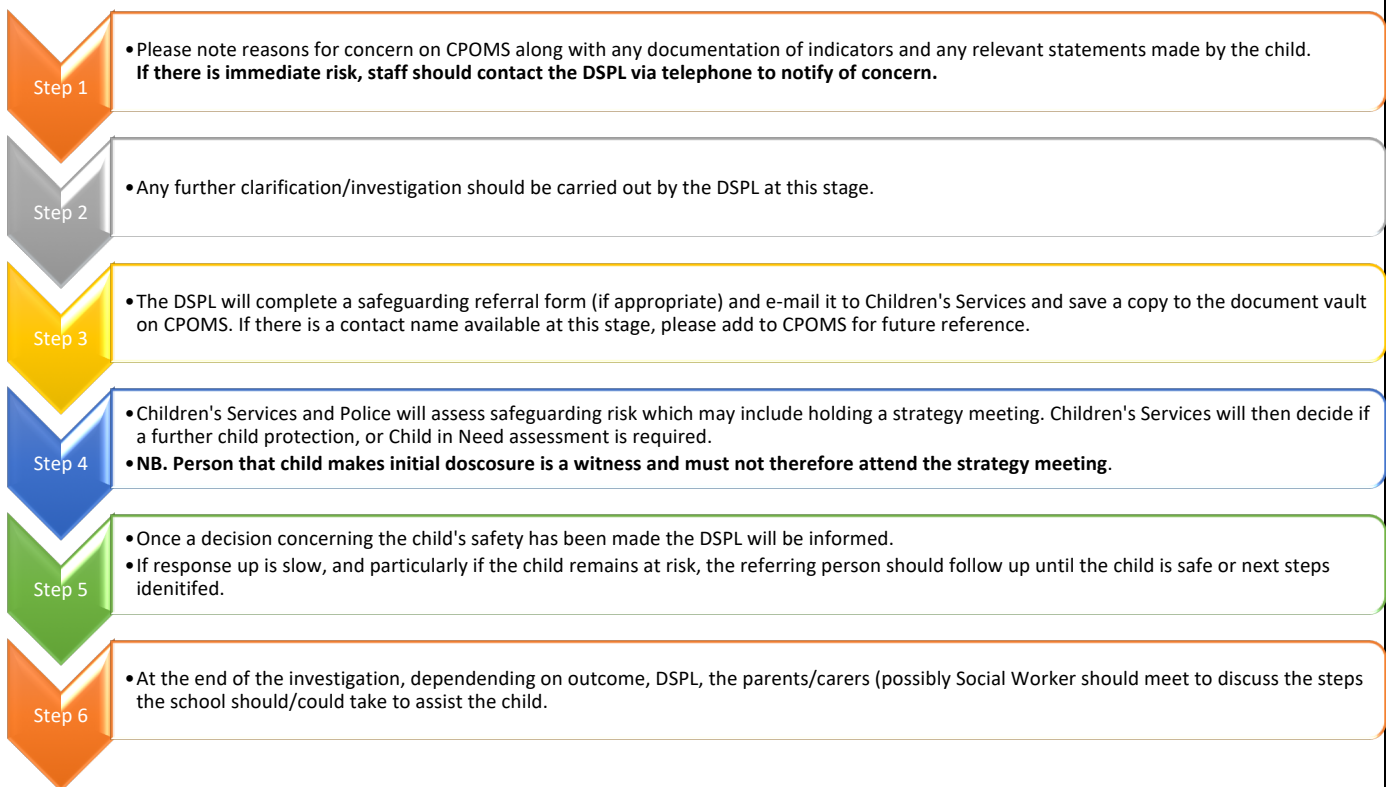 Step 1
•Please note reasons for concern on CPOMS along with any documentation of indicators and any relevant statements made by the child.
If there is immediate risk, staff should contact the DSPL via telephone to notify of concern.
Step 2
•Any further clarification/investigation should be carried out by the DSPL at this stage.
Step 3
•The DSPL will complete a safeguarding referral form (if appropriate) and e-mail it to Children's Services and save a copy to the document vault
on CPOMS. If there is a contact name available at this stage, please add to CPOMS for future reference.
Step 4
•Children's Services and Police will assess safeguarding risk which may include holding a strategy meeting. Children's Services will then decide if
a further child protection, or Child in Need assessment is required.
•NB. Person that child makes initial doscosure is a witness and must not therefore attend the strategy meeting.
Step 5
•Once a decision concerning the child's safety has been made the DSPL will be informed.
•If response up is slow, and particularly if the child remains at risk, the referring person should follow up until the child is safe or next steps
idenitifed.
Step 6
•At the end of the investigation, dependending on outcome, DSPL, the parents/carers (possibly Social Worker should meet to discuss the steps
the school should/could take to assist the child.